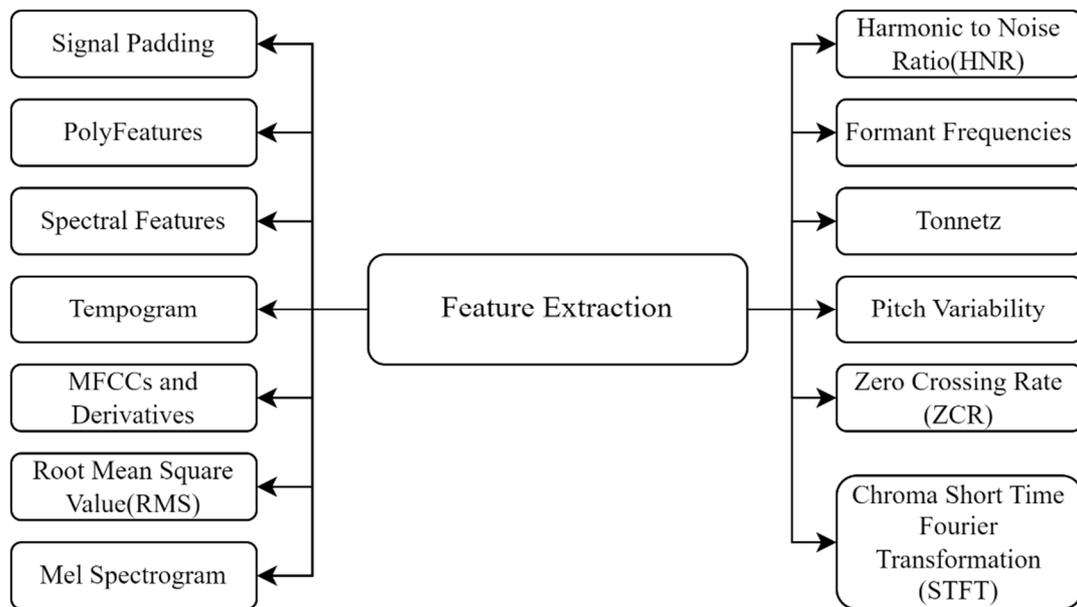 Signal Padding
PolyFeatures
Spectral Features
Tempogram
MFCCs and
Derivatives
Root Mean Square
Value(RMS)
Mel Spectrogram
Feature Extraction
Harmonic to Noise
Ratio(HNR)
Formant Frequencies
Tonnetz
Pitch Variability
Zero Crossing Rate
(ZCR)
Chroma Short Time
Fourier
Transformation
(STFT)